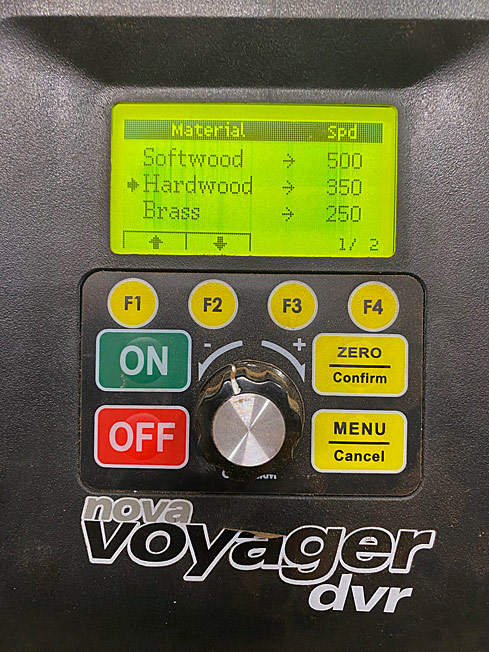 Material Spd
Softwood → 500
Hardwood → 350
Brass → 250
1/ 2
F1 F2 F3 F4
- +
ON
ZERO
Confirm
OFF
MENU
Cancel
nova
voyager
dvr